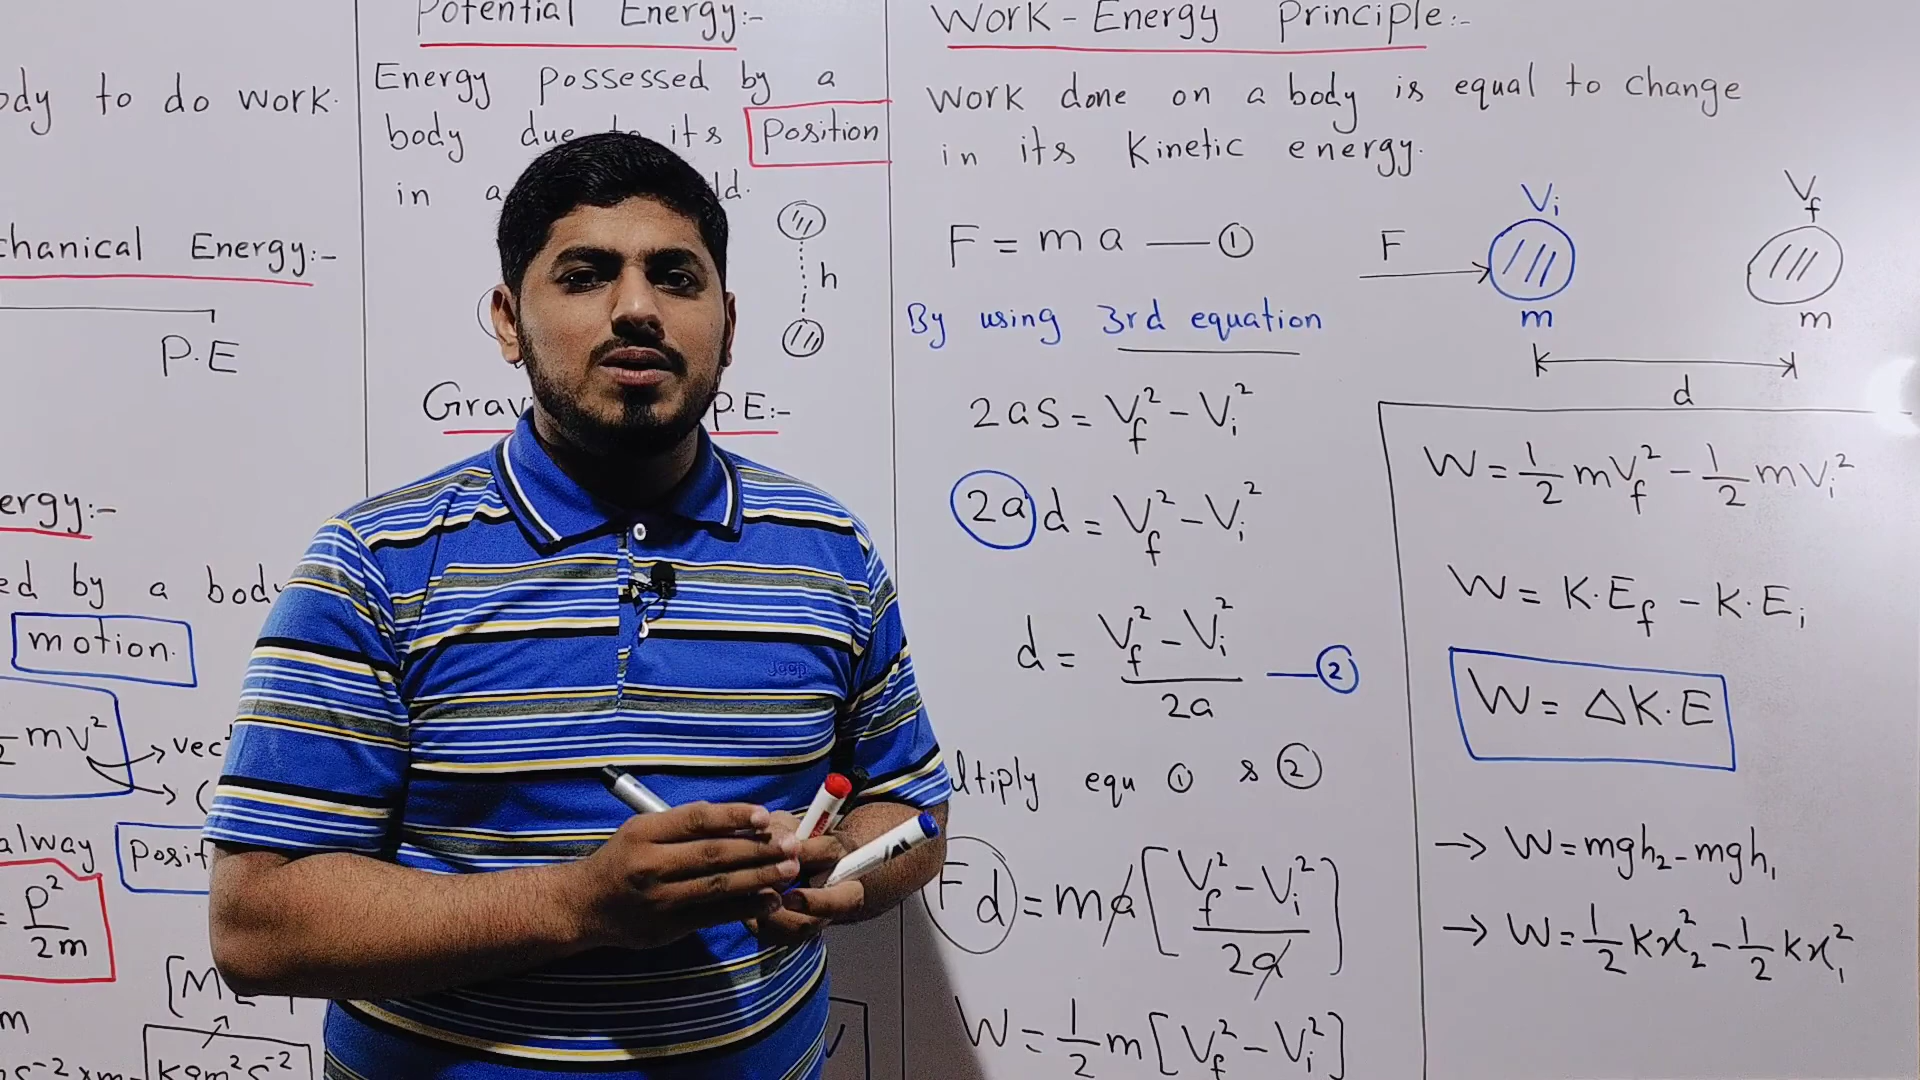 ody to do work.
chanical Energy:-
P.E
ergy:-
ed by a body
motion.
mv²
vec
alway posit
= P²/2m
[M L
m
kgm²s⁻²
Potential Energy:-
Energy possessed by a
body due to its position
in a ld.
h
Grav P.E:-
Work-Energy Principle:-
Work done on a body is equal to change
in its Kinetic energy.
F = ma — ①
By using 3rd equation
2aS = Vf² - Vi²
2ad = Vf² - Vi²
d = Vf² - Vi² / 2a — ②
ultiply equ ① & ②
Fd = ma [Vf² - Vi² / 2a]
W = 1/2 m [Vf² - Vi²]
F Vi m
Vf m
d
W = 1/2 mVf² - 1/2 mVi²
W = K.Ef - K.Ei
W = ΔK.E
→ W = mgh₂ - mgh₁
→ W = 1/2 Kx₂² - 1/2 Kx₁²